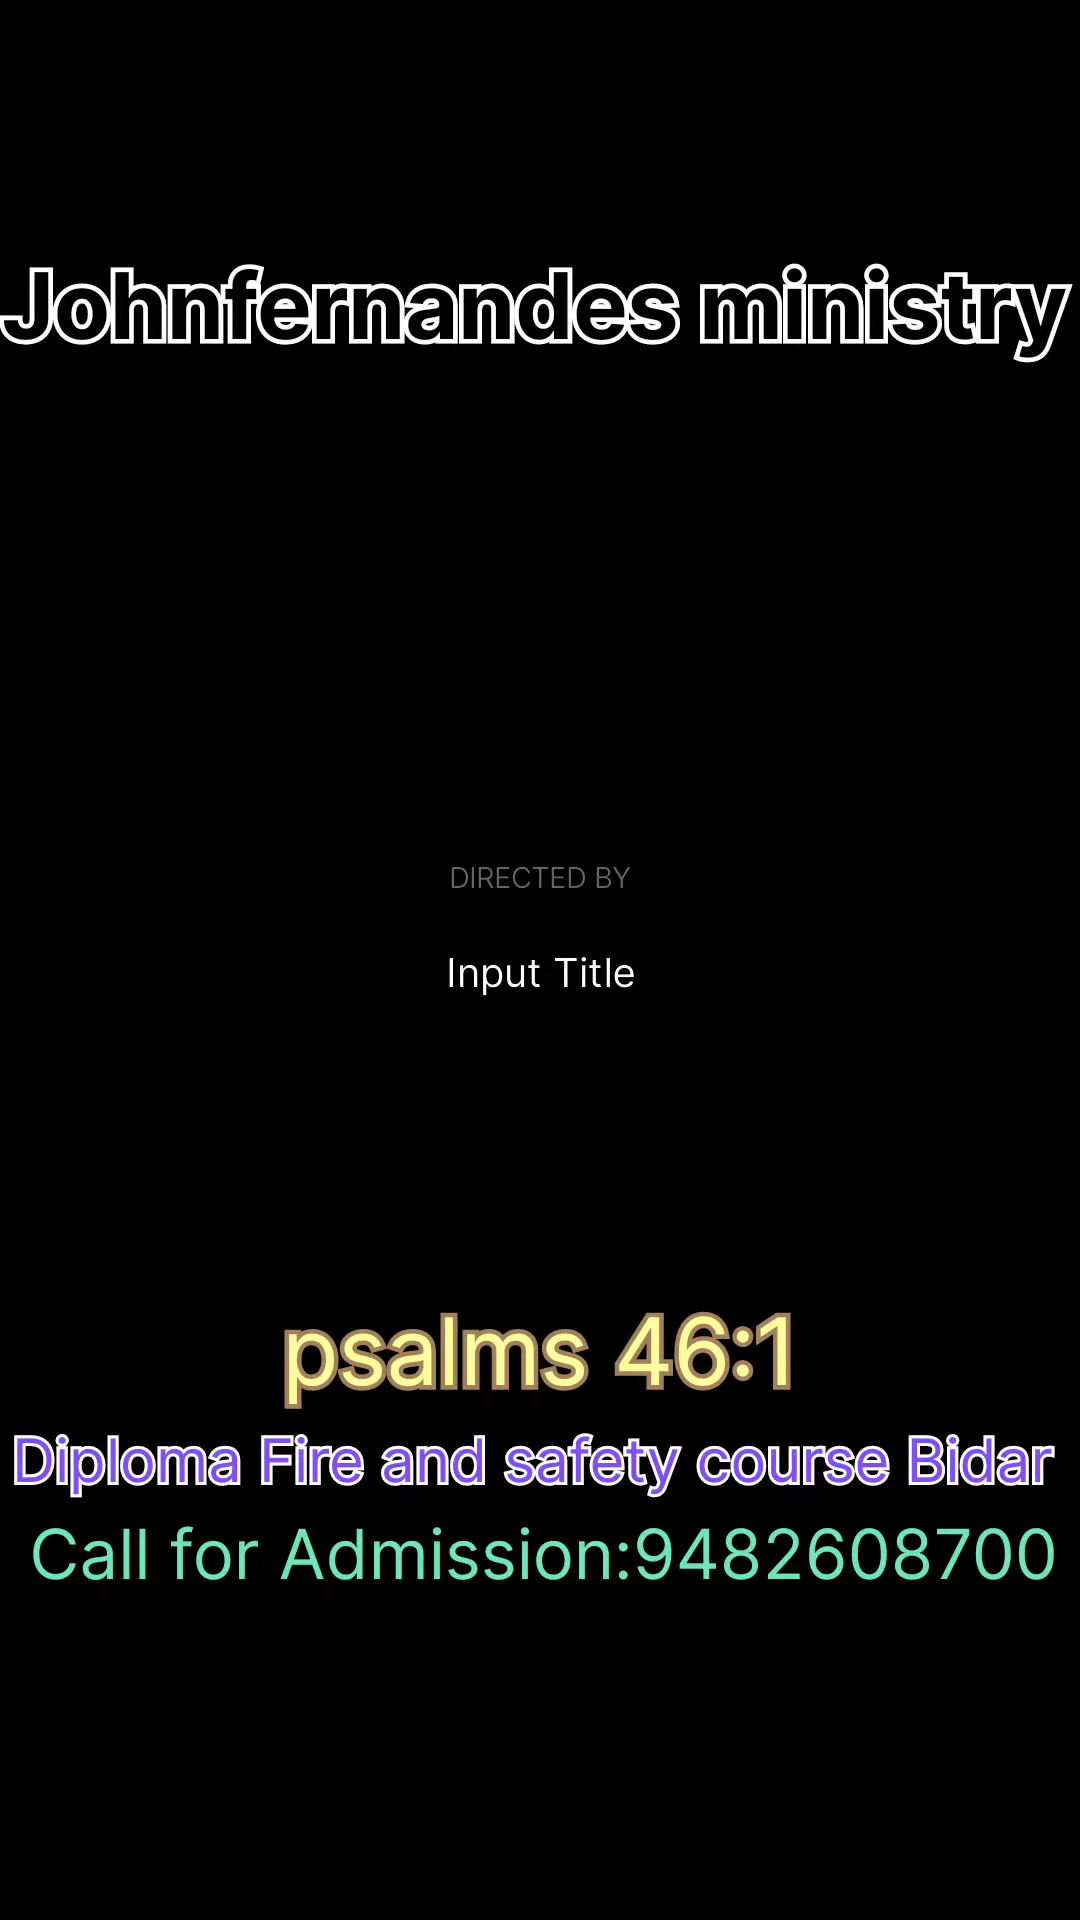 Johnfernandes ministry
DIRECTED BY
Input Title
psalms 46:1
Diploma Fire and safety course Bidar
Call for Admission:9482608700